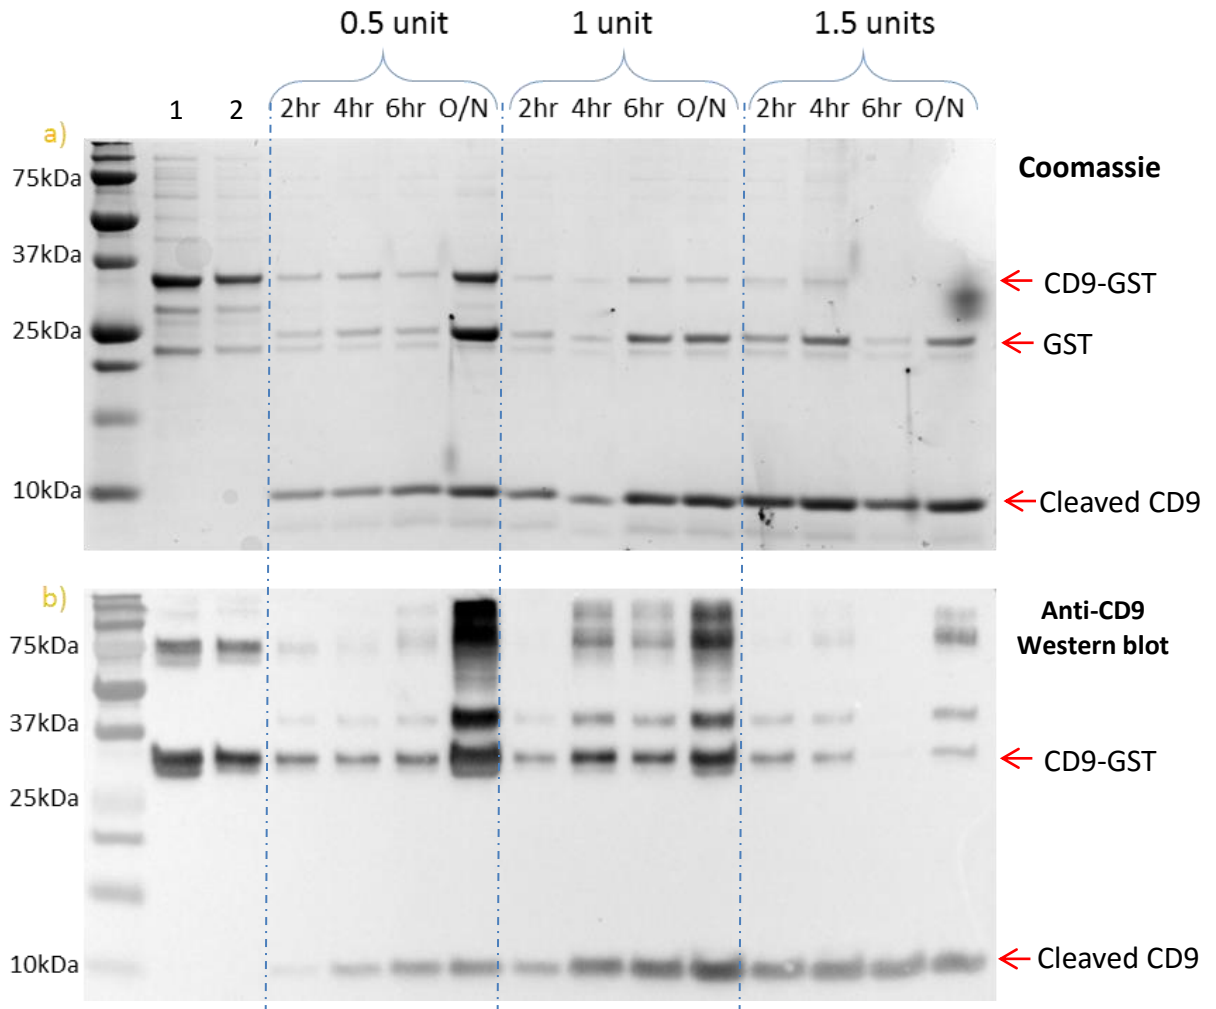 0.5 unit 1 unit 1.5 units
1 2 2hr 4hr 6hr O/N 2hr 4hr 6hr O/N 2hr 4hr 6hr O/N
a)
75kDa
Coomassie
37kDa
CD9-GST
25kDa
GST
10kDa
Cleaved CD9
b)
Anti-CD9
Western blot
75kDa
37kDa
CD9-GST
25kDa
10kDa
Cleaved CD9